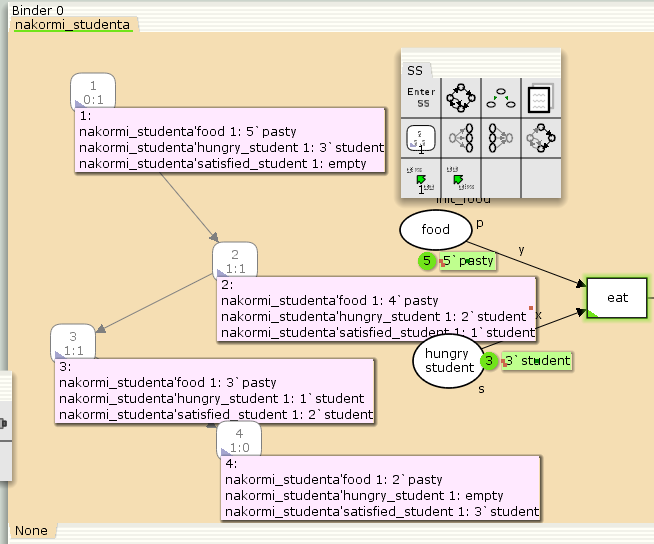 Binder 0
nakormi_studenta
SS
Enter
SS
1
1
1
0:1
1:
nakormi_studenta'food 1: 5`pasty
nakormi_studenta'hungry_student 1: 3`student
nakormi_studenta'satisfied_student 1: empty
init_food
food
p
y
5
5`pasty
2
1:1
2:
nakormi_studenta'food 1: 4`pasty
nakormi_studenta'hungry_student 1: 2`student
nakormi_studenta'satisfied_student 1: 1`student
eat
x
hungry
student
3
3`student
s
3
1:1
3:
nakormi_studenta'food 1: 3`pasty
nakormi_studenta'hungry_student 1: 1`student
nakormi_studenta'satisfied_student 1: 2`student
4
1:0
4:
nakormi_studenta'food 1: 2`pasty
nakormi_studenta'hungry_student 1: empty
nakormi_studenta'satisfied_student 1: 3`student
None